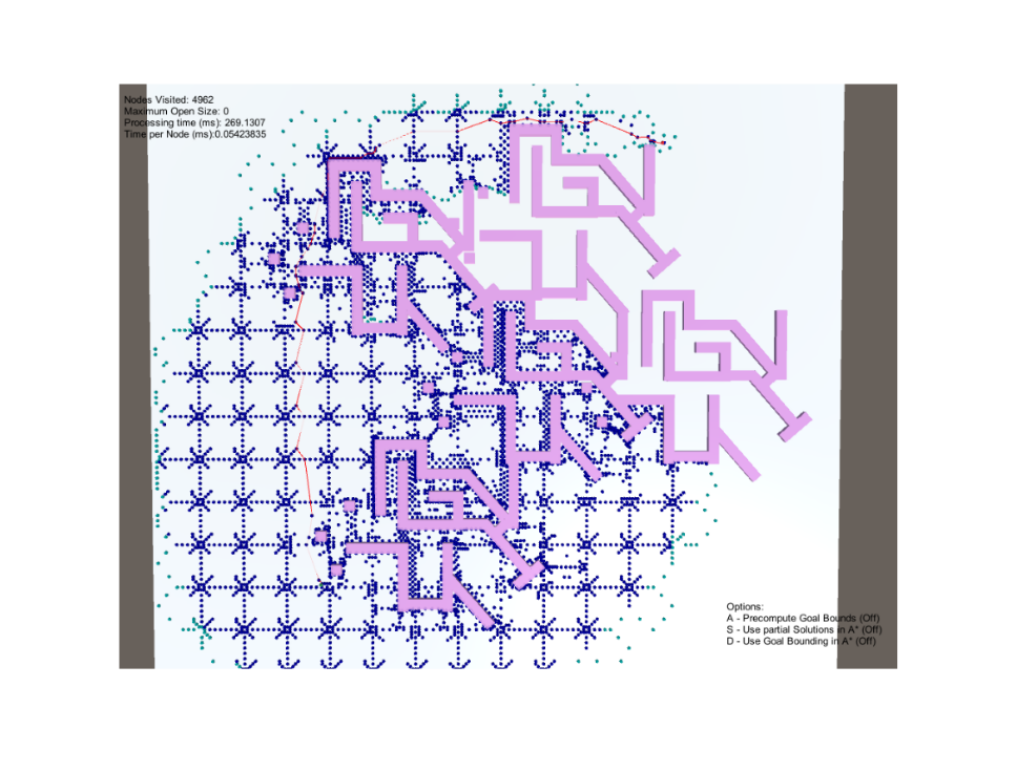 Nodes Visited: 4962
Maximum Open Size: 0
Processing time (ms): 269.1307
Time per Node (ms):0.05423835
Options:
A - Precompute Goal Bounds (Off)
S - Use partial Solutions in A* (Off)
D - Use Goal Bounding in A* (Off)